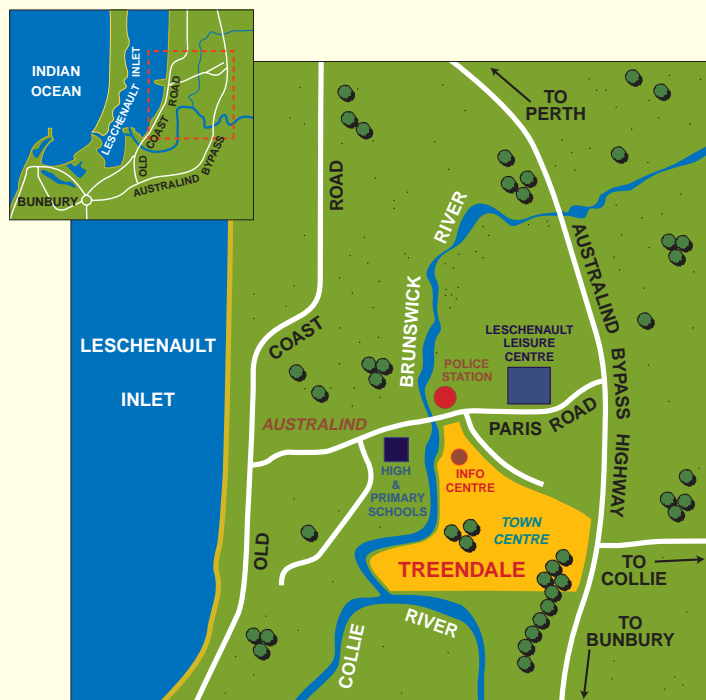 INDIAN
OCEAN
LESCHENAULT INLET
OLD COAST ROAD
AUSTRALIND BYPASS
BUNBURY
TO
PERTH
OLD COAST ROAD
BRUNSWICK RIVER
AUSTRALIND BYPASS HIGHWAY
LESCHENAULT
INLET
LESCHENAULT
LEISURE
CENTRE
POLICE
STATION
AUSTRALIND
PARIS ROAD
HIGH
&
PRIMARY
SCHOOLS
INFO
CENTRE
TOWN
CENTRE
TREENDALE
TO
COLLIE
COLLIE RIVER
TO
BUNBURY